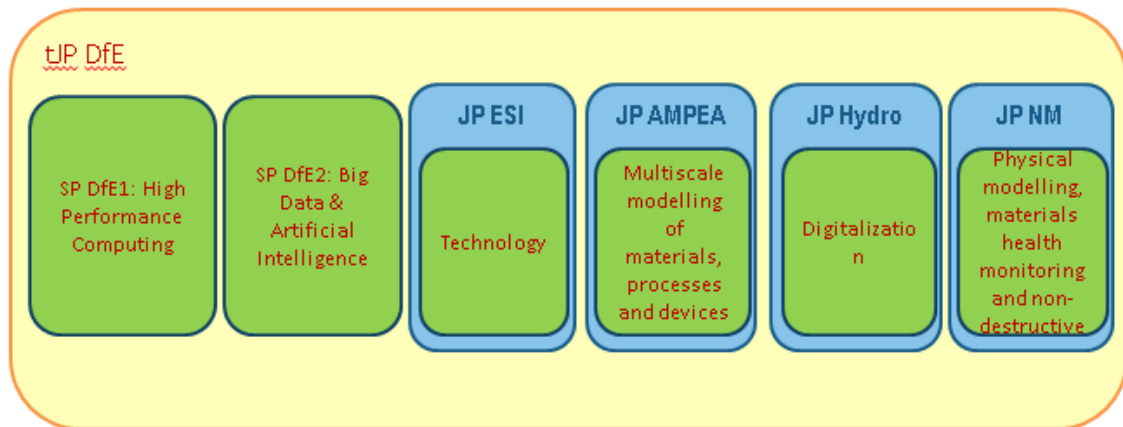 tJP DfE
SP DfE1: High
Performance
Computing
SP DfE2: Big
Data &
Artificial
Intelligence
JP ESI
Technology
JP AMPEA
Multiscale
modelling
of
materials,
processes
and devices
JP Hydro
Digitalizatio
n
JP NM
Physical
modelling,
materials
health
monitoring
and non-
destructive